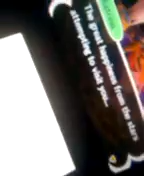 The great happiness from the stars
attempting to visit you...